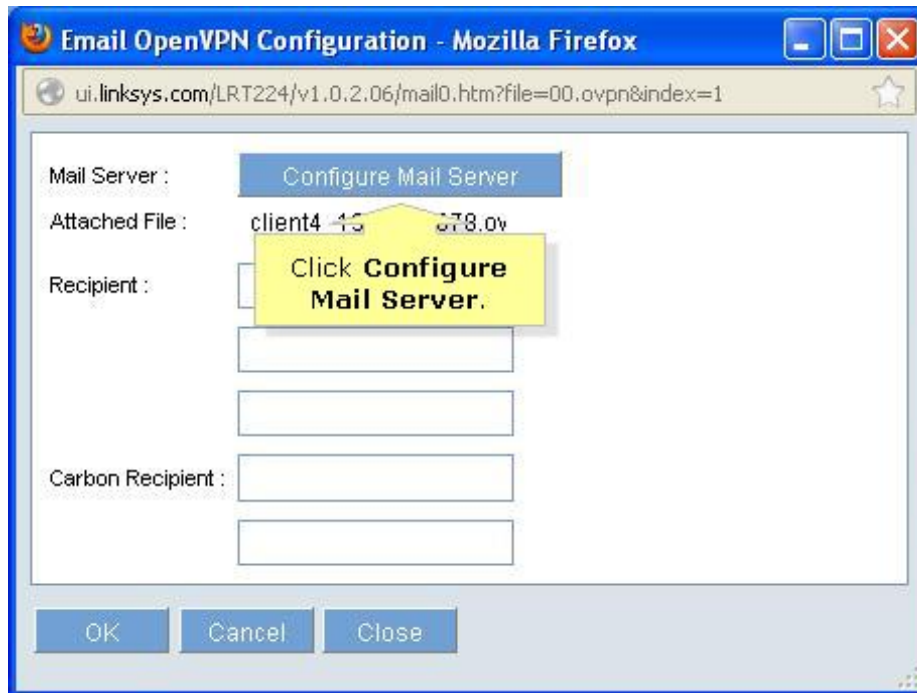 Email OpenVPN Configuration - Mozilla Firefox
ui.linksys.com/LRT224/v1.0.2.06/mail0.htm?file=00.ovpn&index=1
Mail Server : Configure Mail Server
Attached File : client4
Click Configure
Mail Server.
Recipient :
Carbon Recipient :
OK Cancel Close